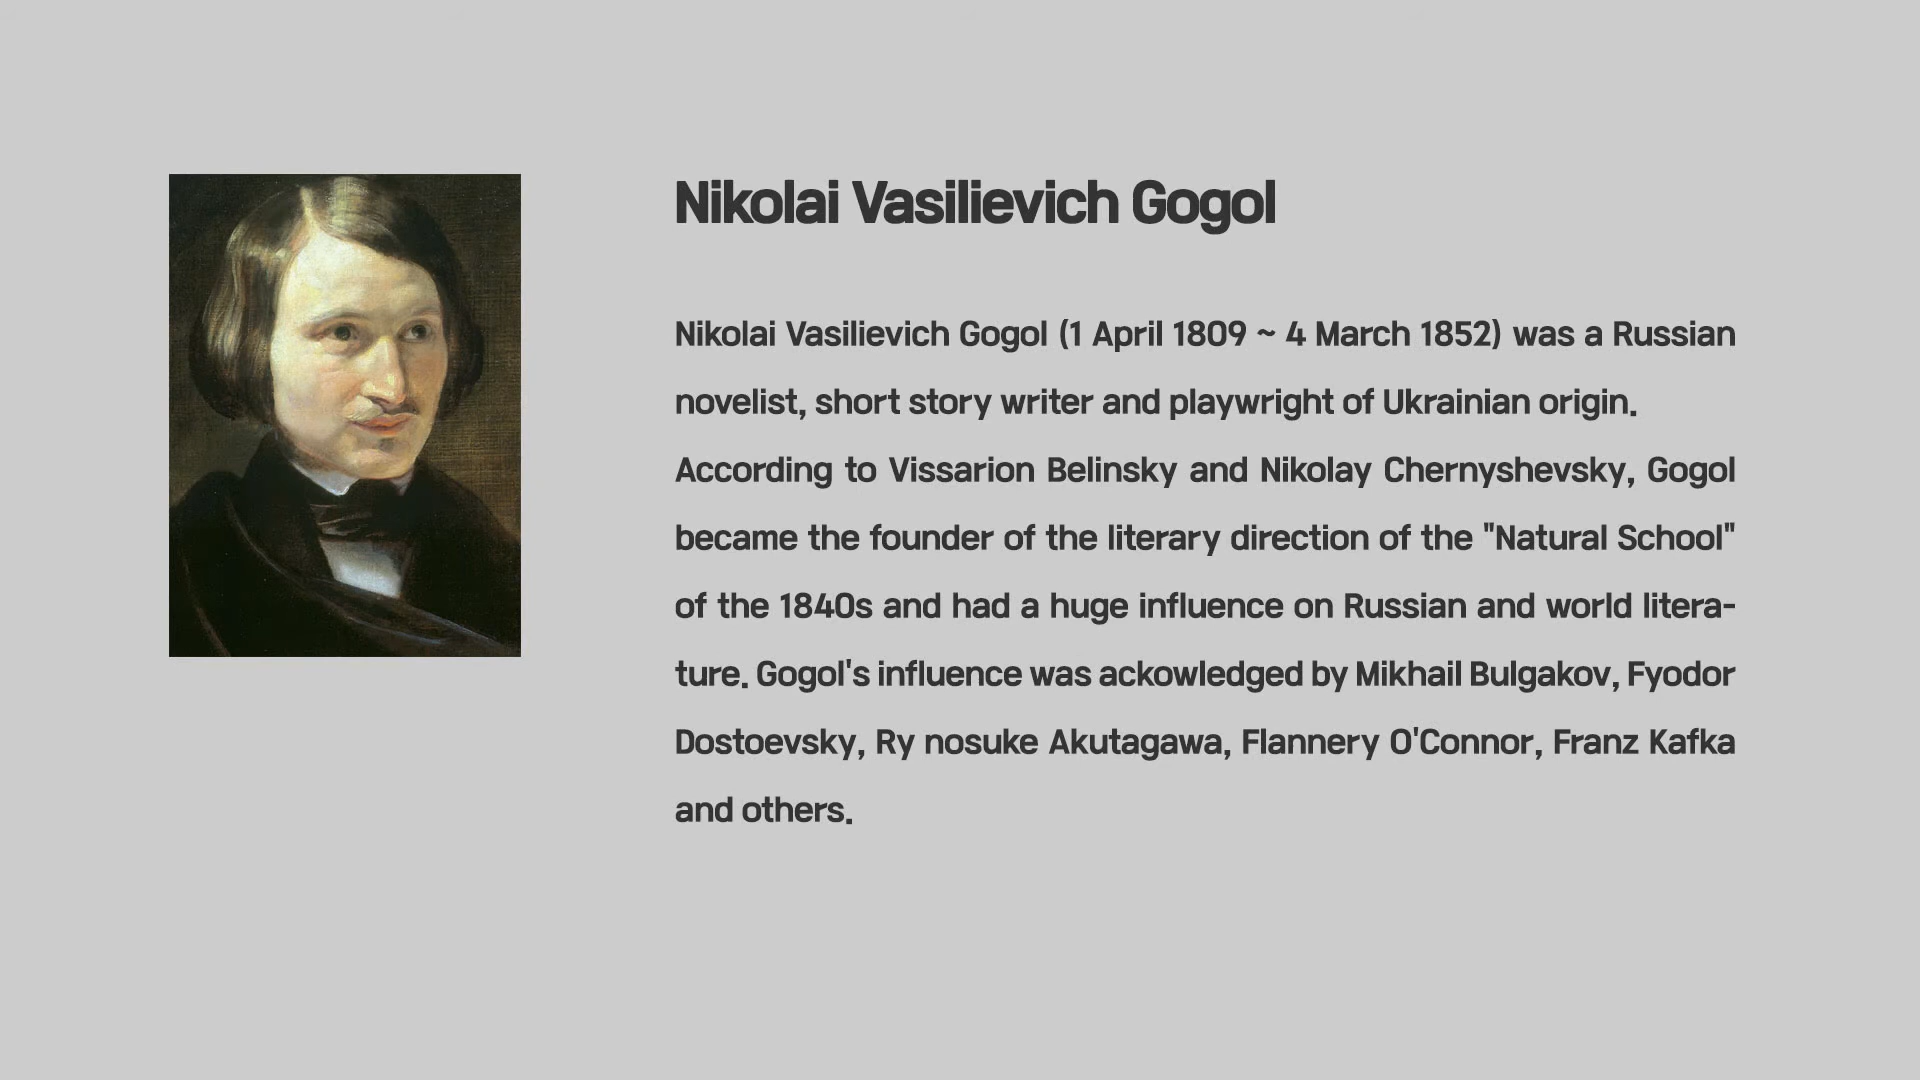 Nikolai Vasilievich Gogol
Nikolai Vasilievich Gogol (1 April 1809 ~ 4 March 1852) was a Russian
novelist, short story writer and playwright of Ukrainian origin.
According to Vissarion Belinsky and Nikolay Chernyshevsky, Gogol
became the founder of the literary direction of the "Natural School"
of the 1840s and had a huge influence on Russian and world litera-
ture. Gogol's influence was ackowledged by Mikhail Bulgakov, Fyodor
Dostoevsky, Ry nosuke Akutagawa, Flannery O'Connor, Franz Kafka
and others.